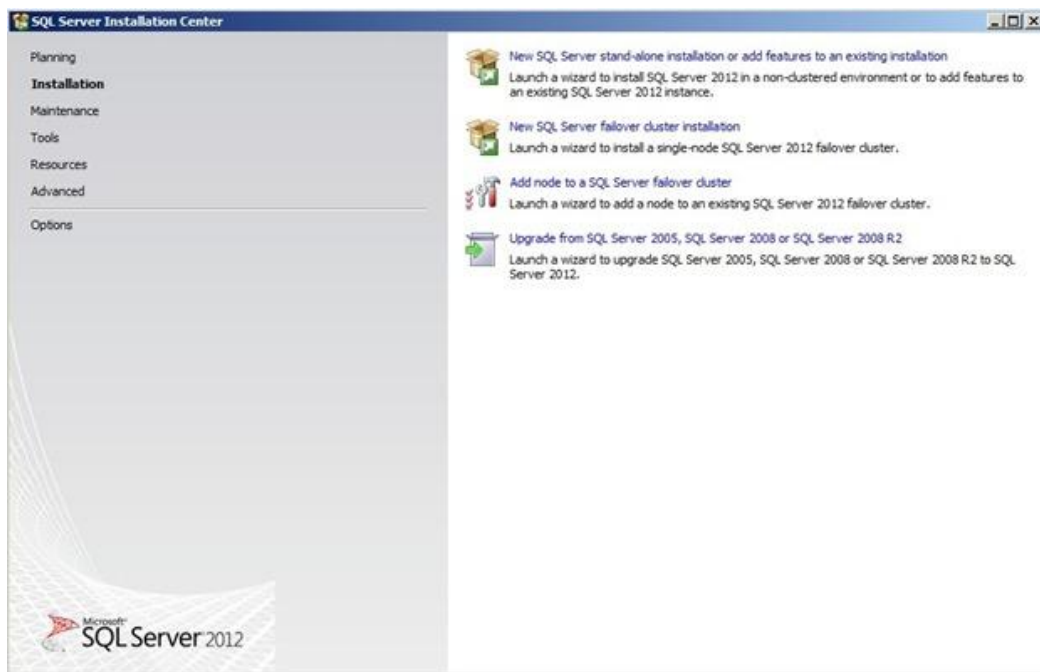 SQL Server Installation Center
Planning
Installation
Maintenance
Tools
Resources
Advanced
Options
New SQL Server stand-alone installation or add features to an existing installation
Launch a wizard to install SQL Server 2012 in a non-clustered environment or to add features to
an existing SQL Server 2012 instance.
New SQL Server failover cluster installation
Launch a wizard to install a single-node SQL Server 2012 failover cluster.
Add node to a SQL Server failover cluster
Launch a wizard to add a node to an existing SQL Server 2012 failover cluster.
Upgrade from SQL Server 2005, SQL Server 2008 or SQL Server 2008 R2
Launch a wizard to upgrade SQL Server 2005, SQL Server 2008 or SQL Server 2008 R2 to SQL
Server 2012.
Microsoft®
SQL Server 2012